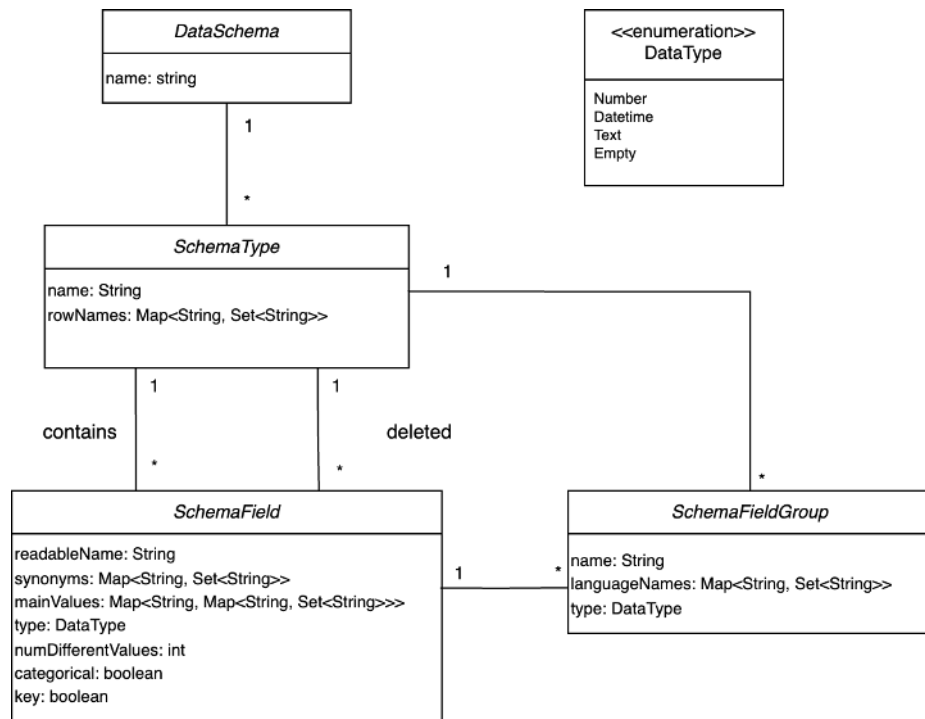 DataSchema
name: string
<<enumeration>>
DataType
Number
Datetime
Text
Empty
1
*
SchemaType
name: String
rowNames: Map<String, Set<String>>
1
1
1
contains
deleted
*
*
*
SchemaField
readableName: String
synonyms: Map<String, Set<String>>
mainValues: Map<String, Map<String, Set<String>>>
type: DataType
numDifferentValues: int
categorical: boolean
key: boolean
1
*
SchemaFieldGroup
name: String
languageNames: Map<String, Set<String>>
type: DataType